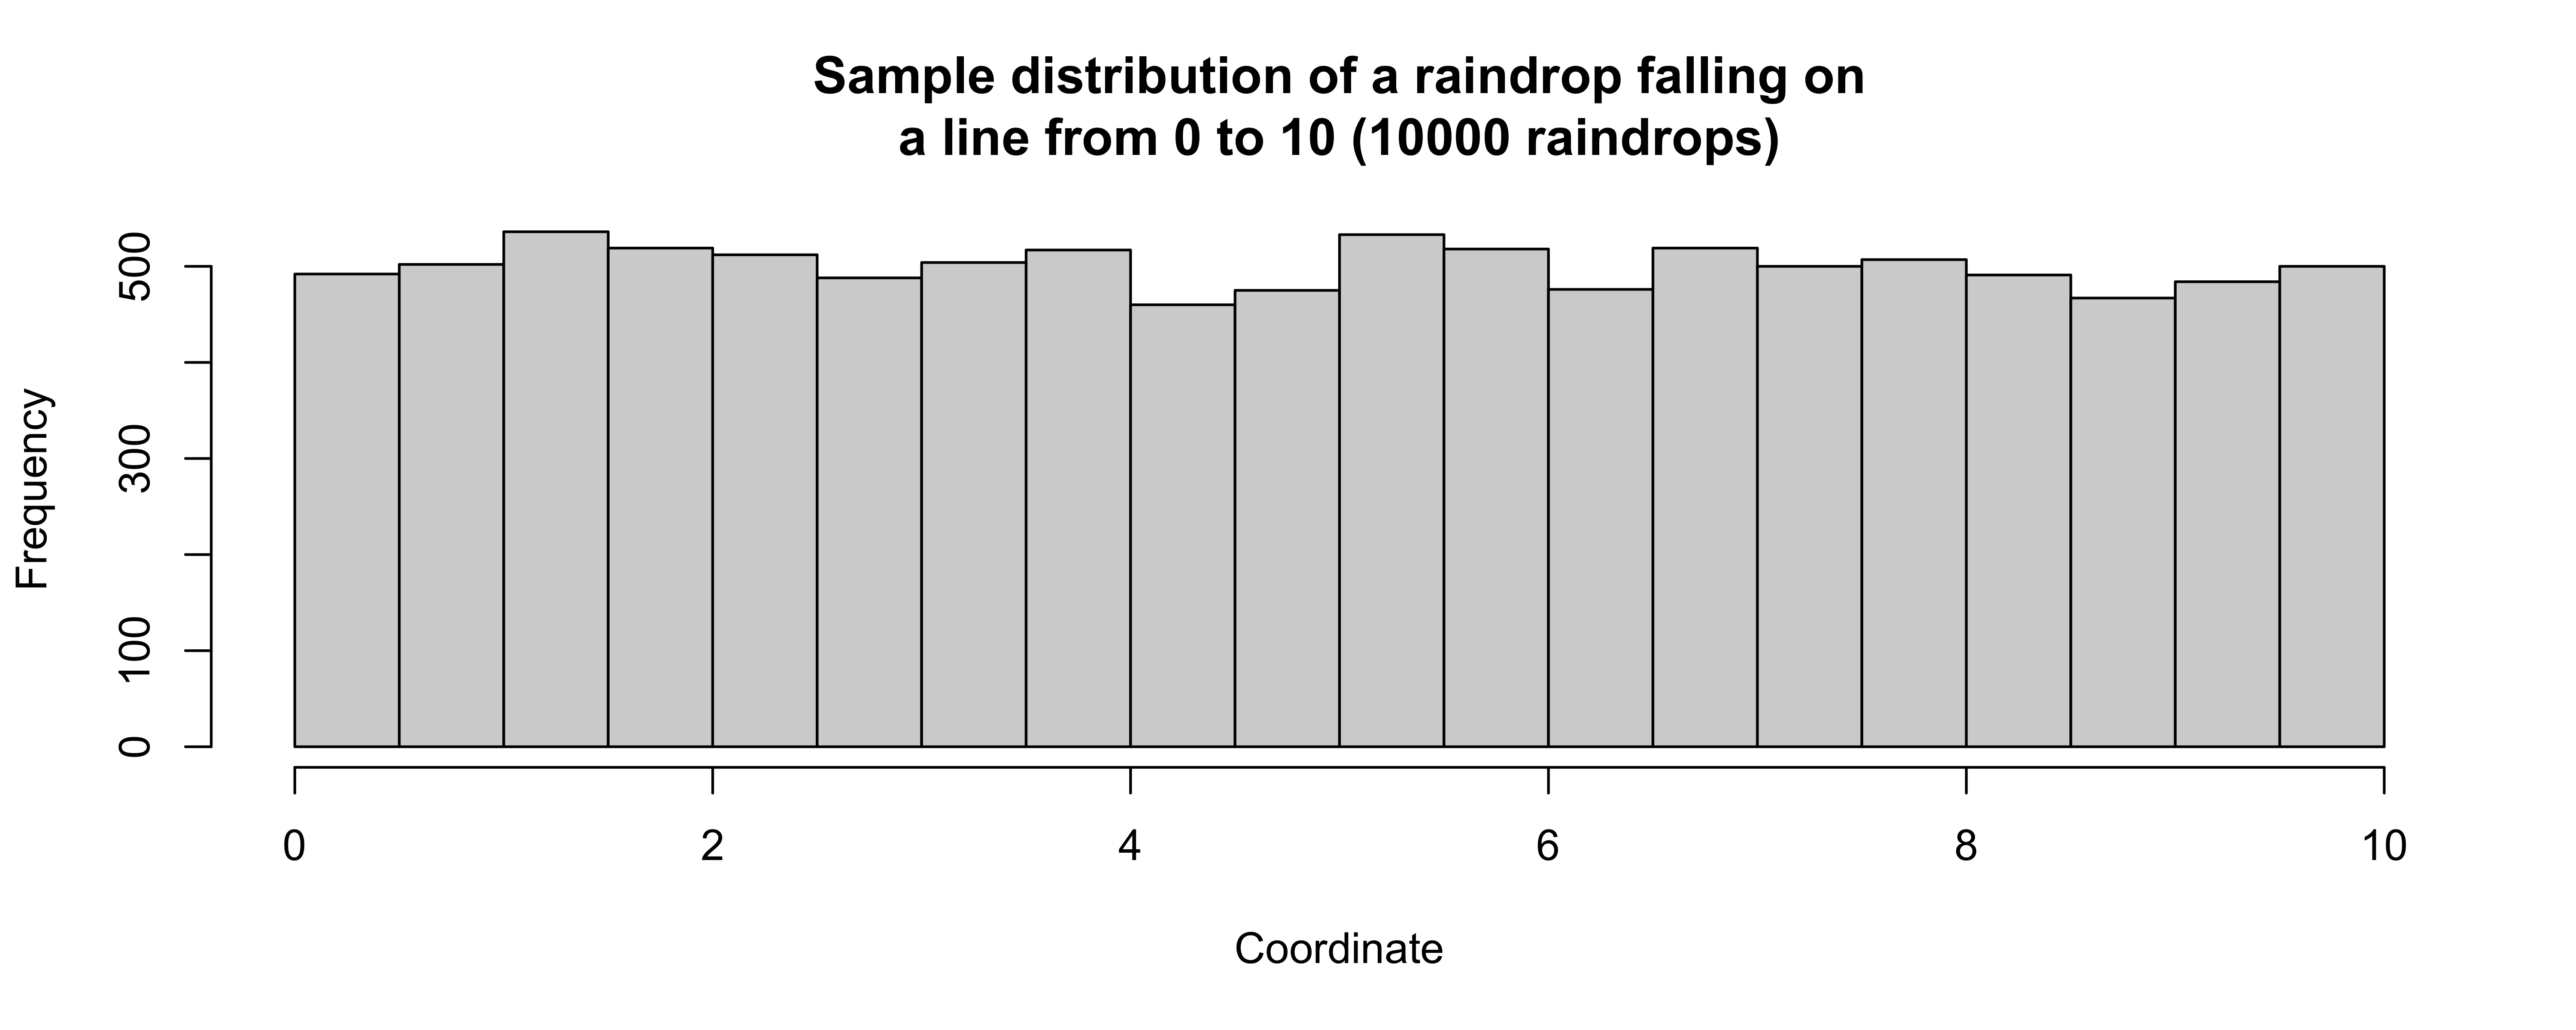 Sample distribution of a raindrop falling on
a line from 0 to 10 (10000 raindrops)
Frequency
500
300
100
0
0 2 4 6 8 10
Coordinate